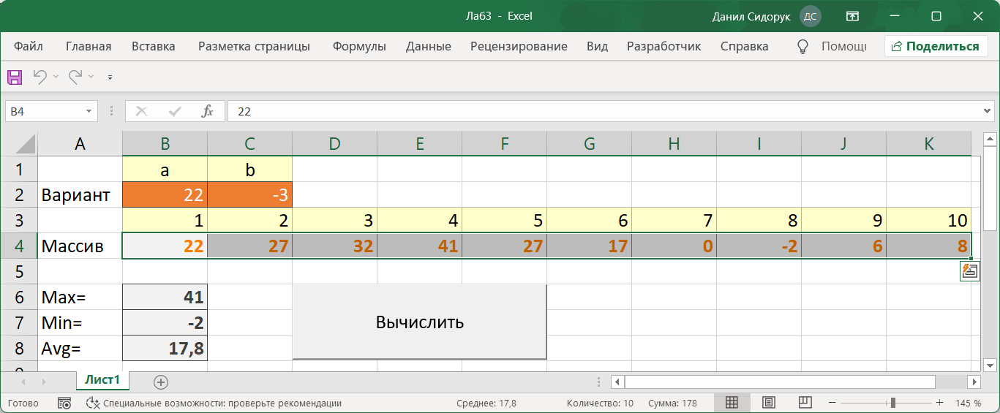 Лаб3 - Excel
Данил Сидорук ДС
Файл Главная Вставка Разметка страницы Формулы Данные Рецензирование Вид Разработчик Справка Помощь Поделиться
B4 fx 22
A B C D E F G H I J K
1 a b
2 Вариант 22 -3
3 1 2 3 4 5 6 7 8 9 10
4 Массив 22 27 32 41 27 17 0 -2 6 8
5
6 Max= 41
7 Min= -2
Вычислить
8 Avg= 17,8
Лист1
Готово Специальные возможности: проверьте рекомендации Среднее: 17,8 Количество: 10 Сумма: 178 145 %